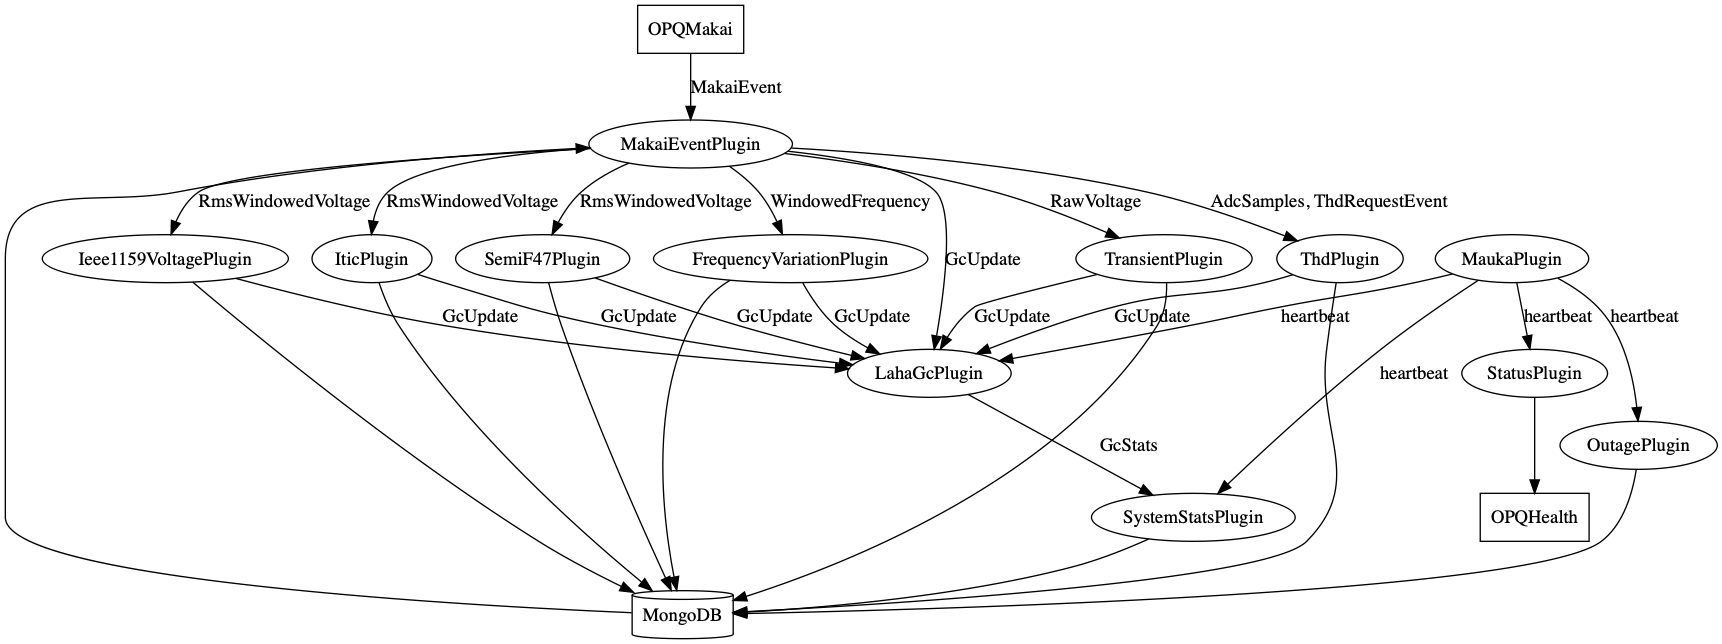 OPQMakai
MakaiEvent
MakaiEventPlugin
RmsWindowedVoltage
RmsWindowedVoltage
RmsWindowedVoltage
WindowedFrequency
RawVoltage
AdcSamples, ThdRequestEvent
Ieee1159VoltagePlugin
IticPlugin
SemiF47Plugin
FrequencyVariationPlugin
GcUpdate
TransientPlugin
ThdPlugin
MaukaPlugin
GcUpdate
GcUpdate
GcUpdate
GcUpdate
GcUpdate
GcUpdate
heartbeat
heartbeat
heartbeat
LahaGcPlugin
heartbeat
StatusPlugin
GcStats
OutagePlugin
SystemStatsPlugin
OPQHealth
MongoDB